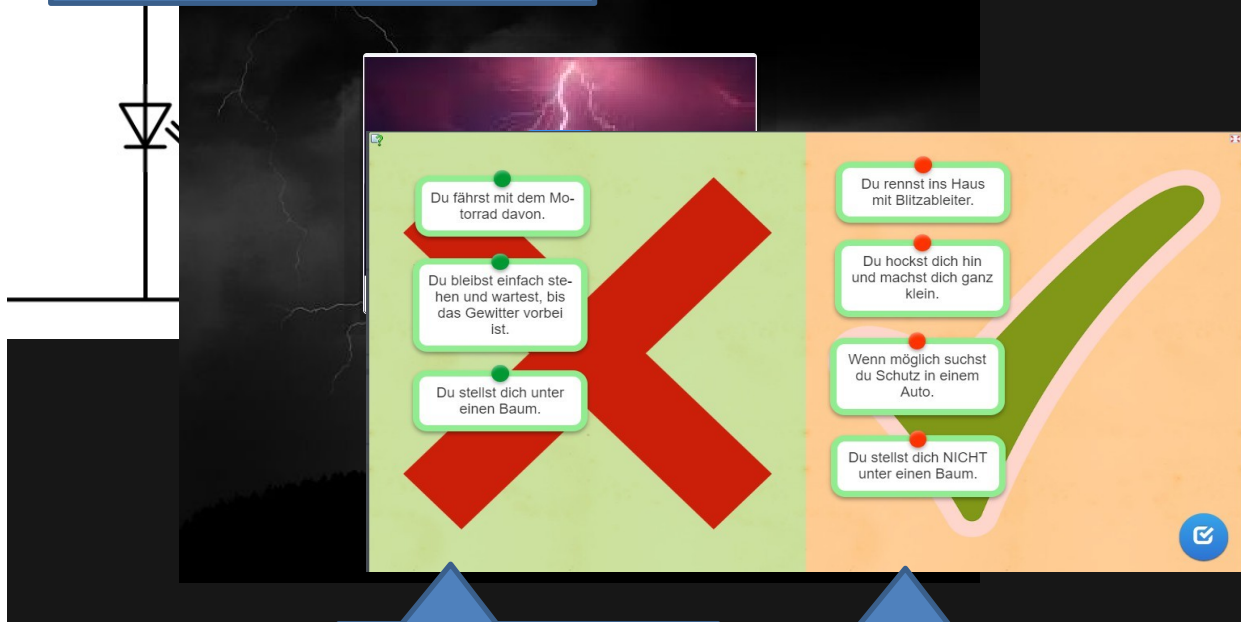 Du fährst mit dem Mo-
torrad davon.
Du bleibst einfach ste-
hen und wartest, bis
das Gewitter vorbei
ist.
Du stellst dich unter
einen Baum.
Du rennst ins Haus
mit Blitzableiter.
Du hockst dich hin
und machst dich ganz
klein.
Wenn möglich suchst
du Schutz in einem
Auto.
Du stellst dich NICHT
unter einen Baum.